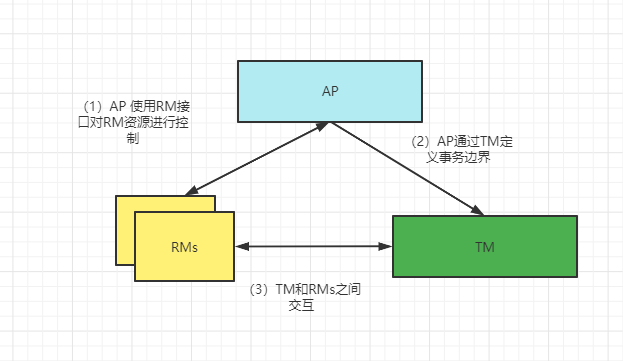 AP
（1）AP 使用RM接
口对RM资源进行控
制
（2）AP通过TM定
义事务边界
RMs
TM
（3）TM和RMs之间
交互